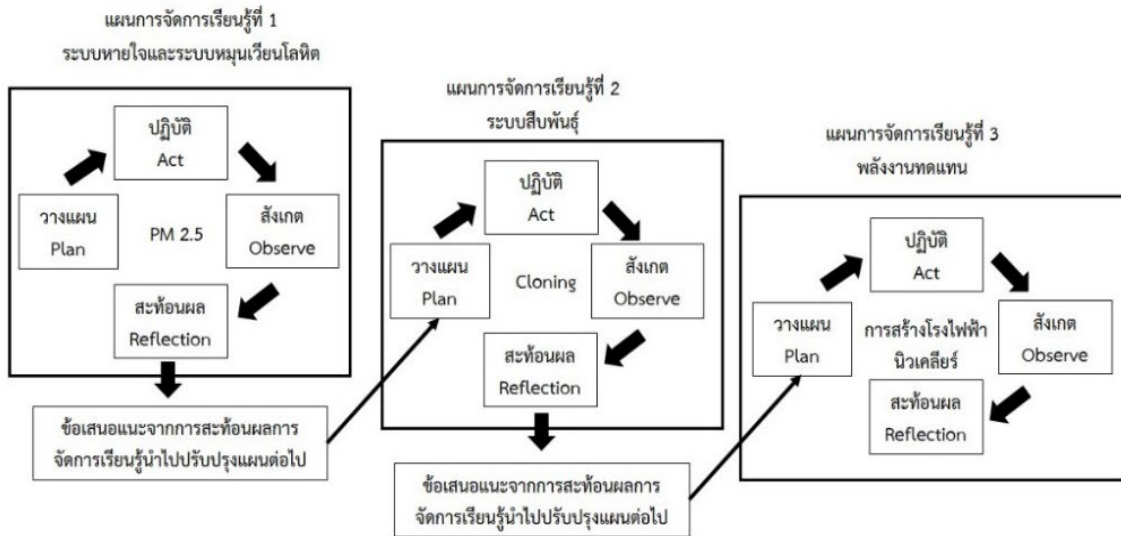 แผนการจัดการเรียนรู้ที่ 1
ระบบหายใจและระบบหมุนเวียนโลหิต
ปฏิบัติ
Act
วางแผน
Plan
PM 2.5
สังเกต
Observe
สะท้อนผล
Reflection
ข้อเสนอแนะจากการสะท้อนผลการ
จัดการเรียนรู้นำไปปรับปรุงแผนต่อไป
แผนการจัดการเรียนรู้ที่ 2
ระบบสืบพันธุ์
ปฏิบัติ
Act
วางแผน
Plan
Cloning
สังเกต
Observe
สะท้อนผล
Reflection
ข้อเสนอแนะจากการสะท้อนผลการ
จัดการเรียนรู้นำไปปรับปรุงแผนต่อไป
แผนการจัดการเรียนรู้ที่ 3
พลังงานทดแทน
ปฏิบัติ
Act
วางแผน
Plan
การสร้างโรงไฟฟ้า
นิวเคลียร์
สังเกต
Observe
สะท้อนผล
Reflection